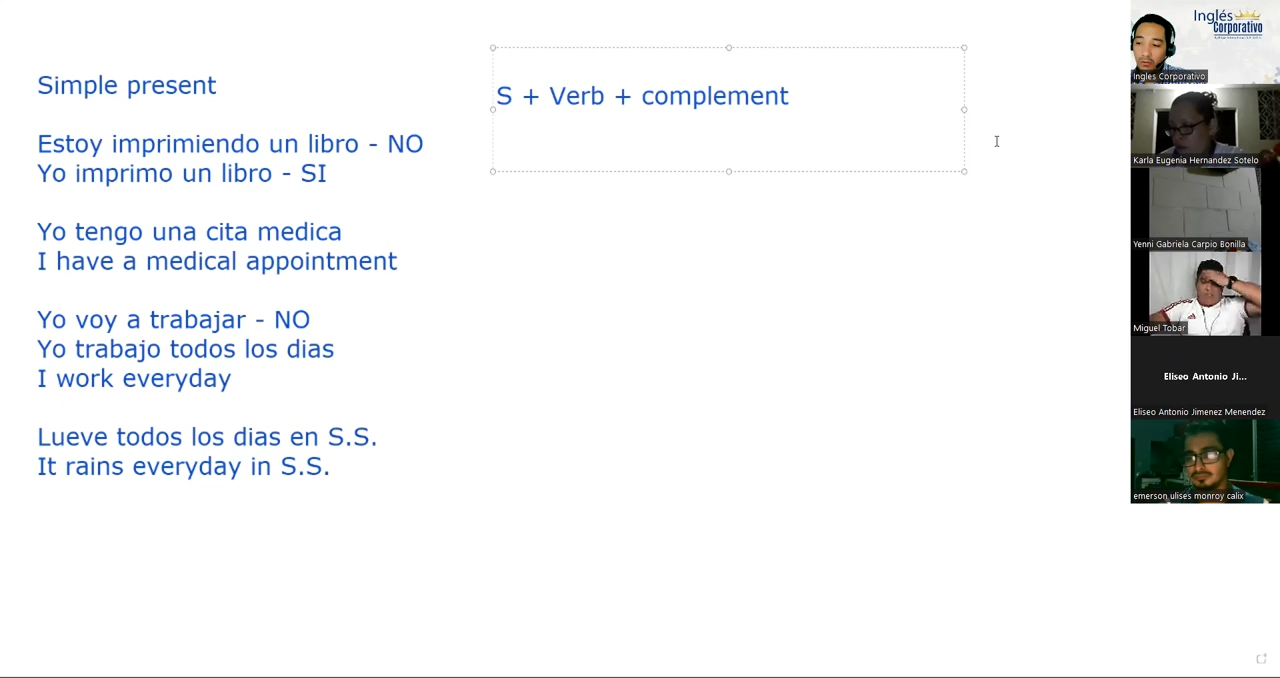 Simple present
Estoy imprimiendo un libro - NO
Yo imprimo un libro - SI
Yo tengo una cita medica
I have a medical appointment
Yo voy a trabajar - NO
Yo trabajo todos los dias
I work everyday
Lueve todos los dias en S.S.
It rains everyday in S.S.
S + Verb + complement
Inglés
Corporativo
Ingles Corporativo
Karla Eugenia Hernandez Sotelo
Yenni Gabriela Carpio Bonilla
Miguel Tobar
Eliseo Antonio Ji...
Eliseo Antonio Jimenez Menendez
emerson ulises monroy calix